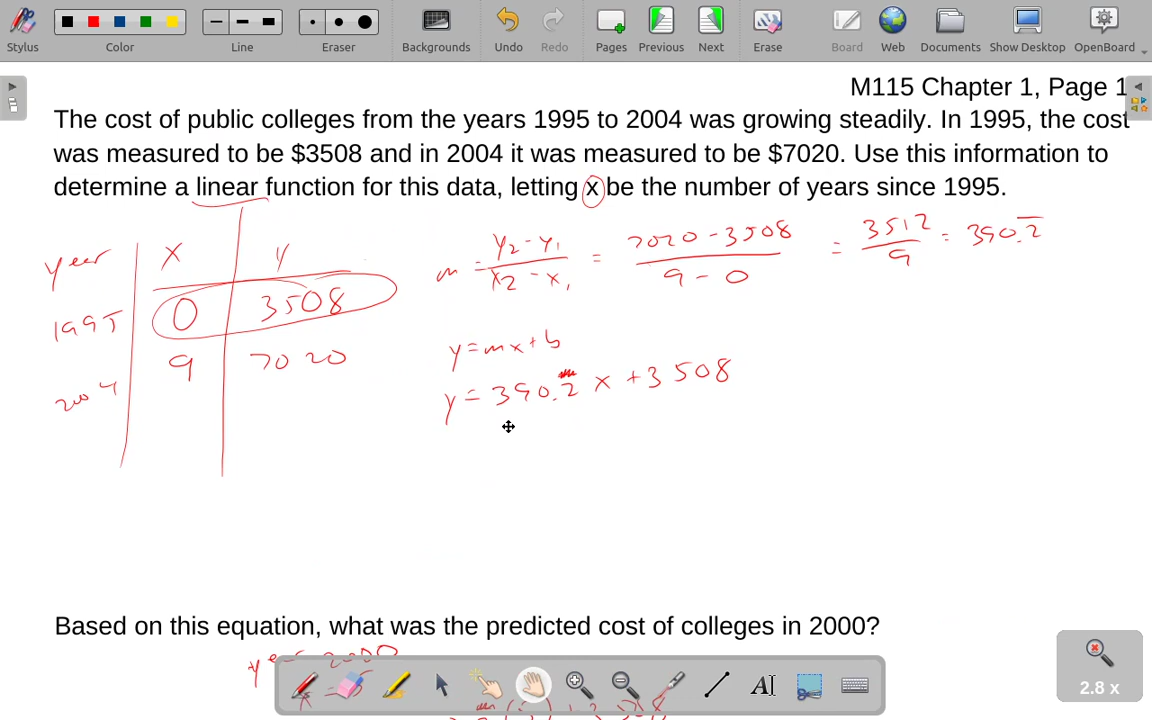 Stylus Color Line Eraser Backgrounds Undo Redo Pages Previous Next Erase Board Web Documents Show Desktop OpenBoard
M115 Chapter 1, Page 1
The cost of public colleges from the years 1995 to 2004 was growing steadily. In 1995, the cost
was measured to be $3508 and in 2004 it was measured to be $7020. Use this information to
determine a linear function for this data, letting x be the number of years since 1995.
year x y
1995 0 3508
2004 9 7020
m = y₂ - y₁ / x₂ - x₁ = 7020 - 3508 / 9 - 0 = 3512 / 9 = 390.2̅
y = mx + b
y = 390.2 x + 3508
Based on this equation, what was the predicted cost of colleges in 2000?
year 2000
2.8 x